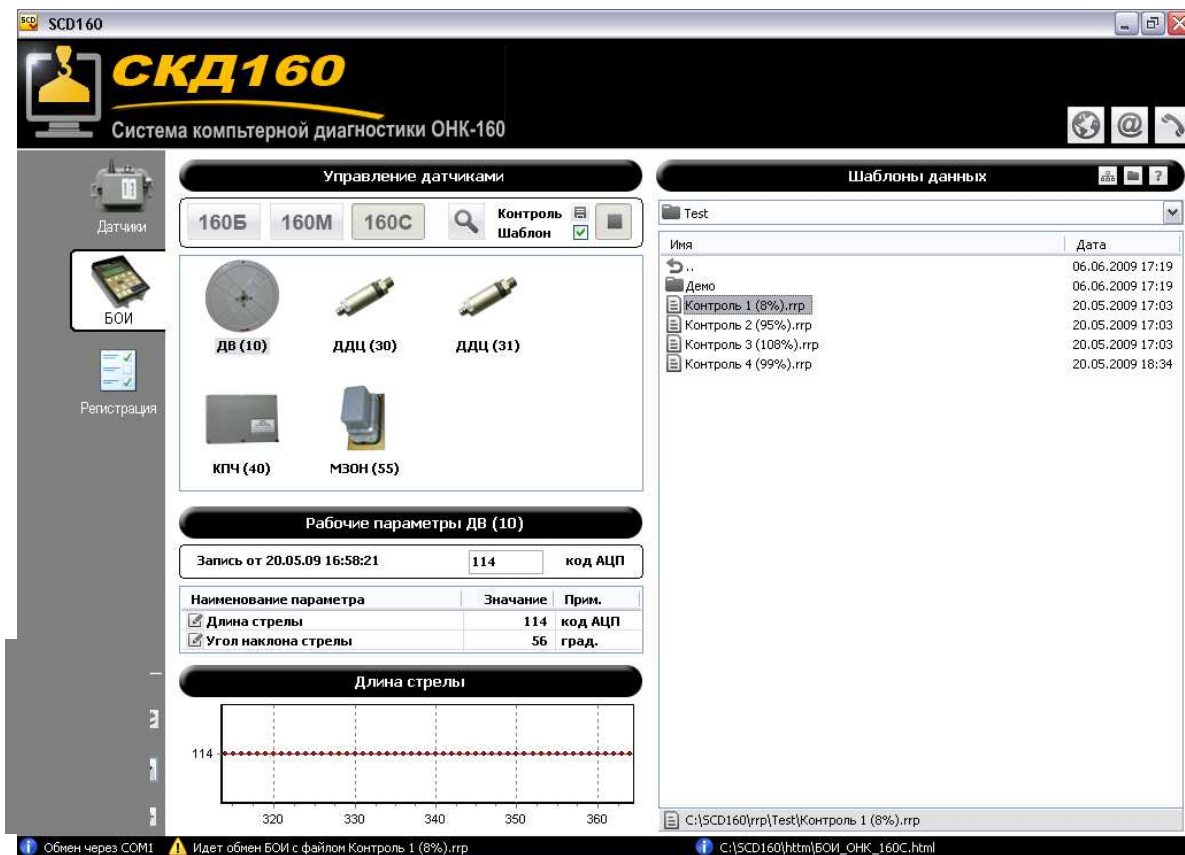 SCD SCD160
СКД160
Система компьтерной диагностики ОНК-160
Датчики
БОИ
Регистрация
Управление датчиками
160Б 160М 160С Контроль
Шаблон
ДВ (10) ДДЦ (30) ДДЦ (31)
КПЧ (40) МЗОН (55)
Рабочие параметры ДВ (10)
Запись от 20.05.09 16:58:21 114 код АЦП
Наименование параметра Значание Прим.
Длина стрелы 114 код АЦП
Угол наклона стрелы 56 град.
Длина стрелы
114
320 330 340 350 360
Шаблоны данных ?
Test
Имя Дата
.. 06.06.2009 17:19
Демо 06.06.2009 17:19
Контроль 1 (8%).rrp 20.05.2009 17:03
Контроль 2 (95%).rrp 20.05.2009 17:03
Контроль 3 (108%).rrp 20.05.2009 17:03
Контроль 4 (99%).rrp 20.05.2009 18:34
C:\SCD160\rrp\Test\Контроль 1 (8%).rrp
Обмен через COM1 Идет обмен БОИ с файлом Контроль 1 (8%).rrp C:\SCD160\httm\БОИ_ОНК_160С.html